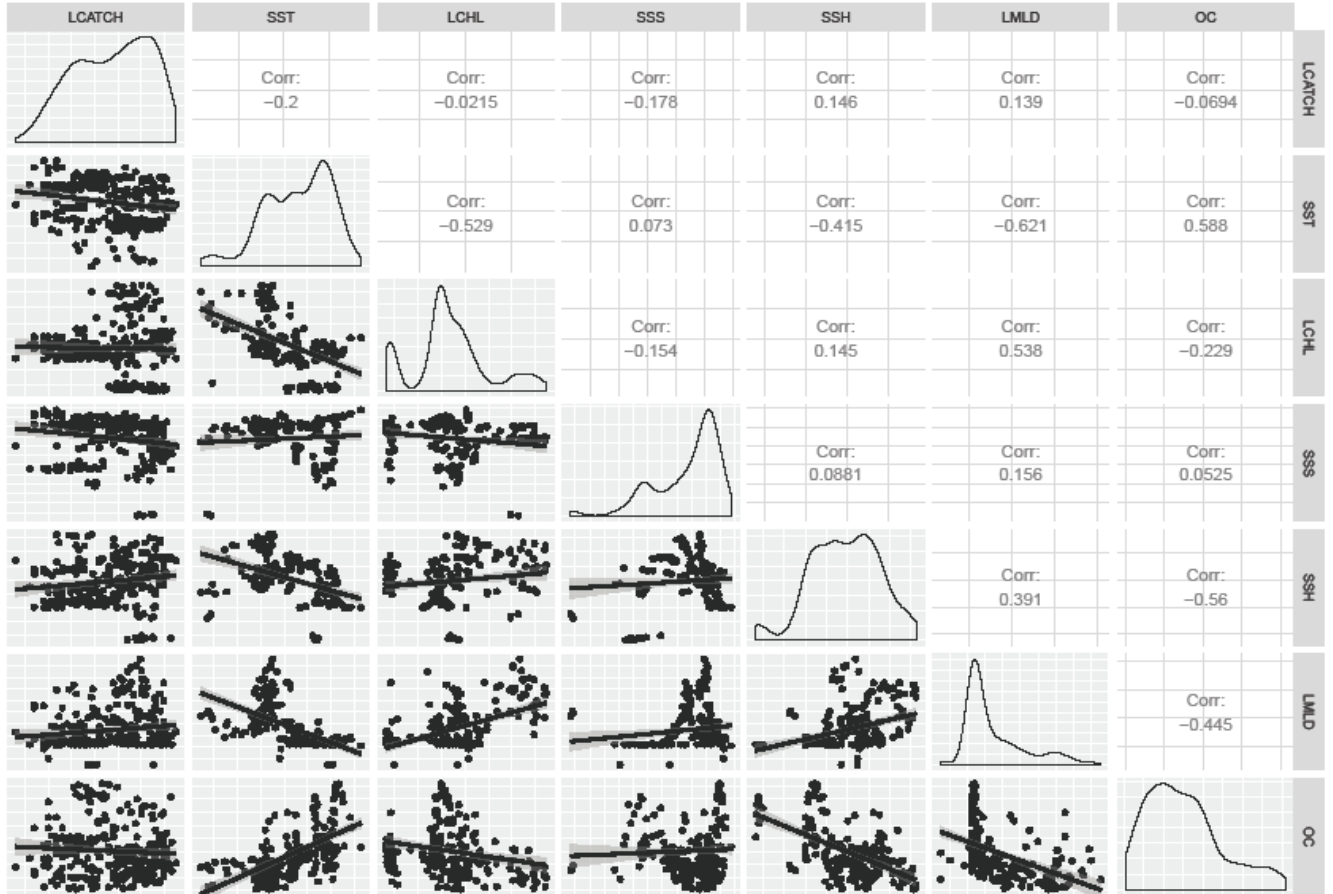 LCATCH SST LCHL SSS SSH LMLD OC
Corr: Corr: Corr: Corr: Corr: Corr:
−0.2 −0.0215 −0.178 0.146 0.139 −0.0694
LCATCH
Corr: Corr: Corr: Corr: Corr:
−0.529 0.073 −0.415 −0.621 0.588
SST
Corr: Corr: Corr: Corr:
−0.154 0.145 0.538 −0.229
LCHL
Corr: Corr: Corr:
0.0881 0.156 0.0525
SSS
Corr: Corr:
0.391 −0.56
SSH
Corr:
−0.445
LMLD
OC